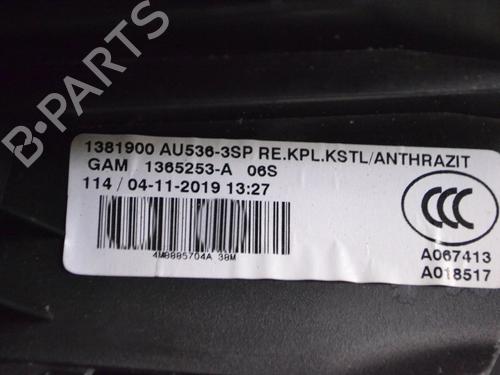 B-PARTS
1381900 AU536-3SP RE.KPL.KSTL/ANTHRAZIT
GAM 1365253-A 06S
114 / 04-11-2019 13:27
CCC
4M8885704A 38M
A067413
A018517